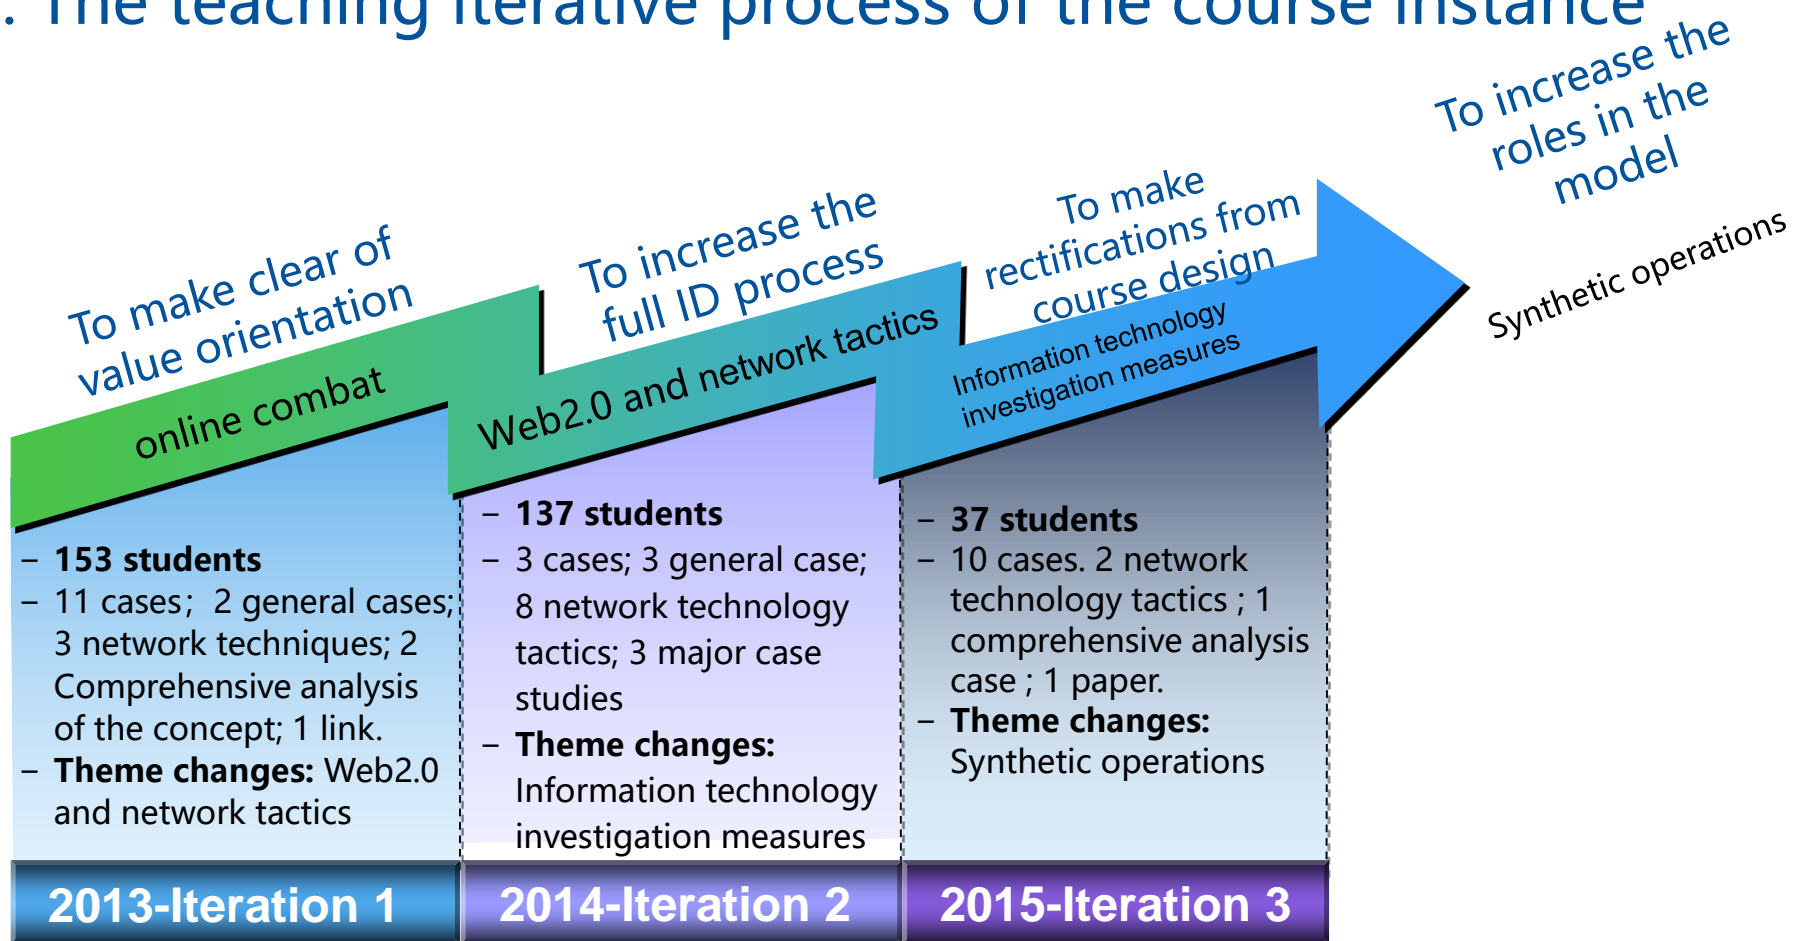 . The teaching iterative process of the course instance
To make clear of
value orientation
online combat
To increase the
full ID process
Web2.0 and network tactics
To make
rectifications from
course design
Information technology
investigation measures
To increase the
roles in the
model
Synthetic operations
– 153 students
– 11 cases；2 general cases;
3 network techniques; 2
Comprehensive analysis
of the concept; 1 link.
– Theme changes: Web2.0
and network tactics
2013-Iteration 1
– 137 students
– 3 cases; 3 general case;
8 network technology
tactics; 3 major case
studies
– Theme changes:
Information technology
investigation measures
2014-Iteration 2
– 37 students
– 10 cases. 2 network
technology tactics ; 1
comprehensive analysis
case ; 1 paper.
– Theme changes:
Synthetic operations
2015-Iteration 3